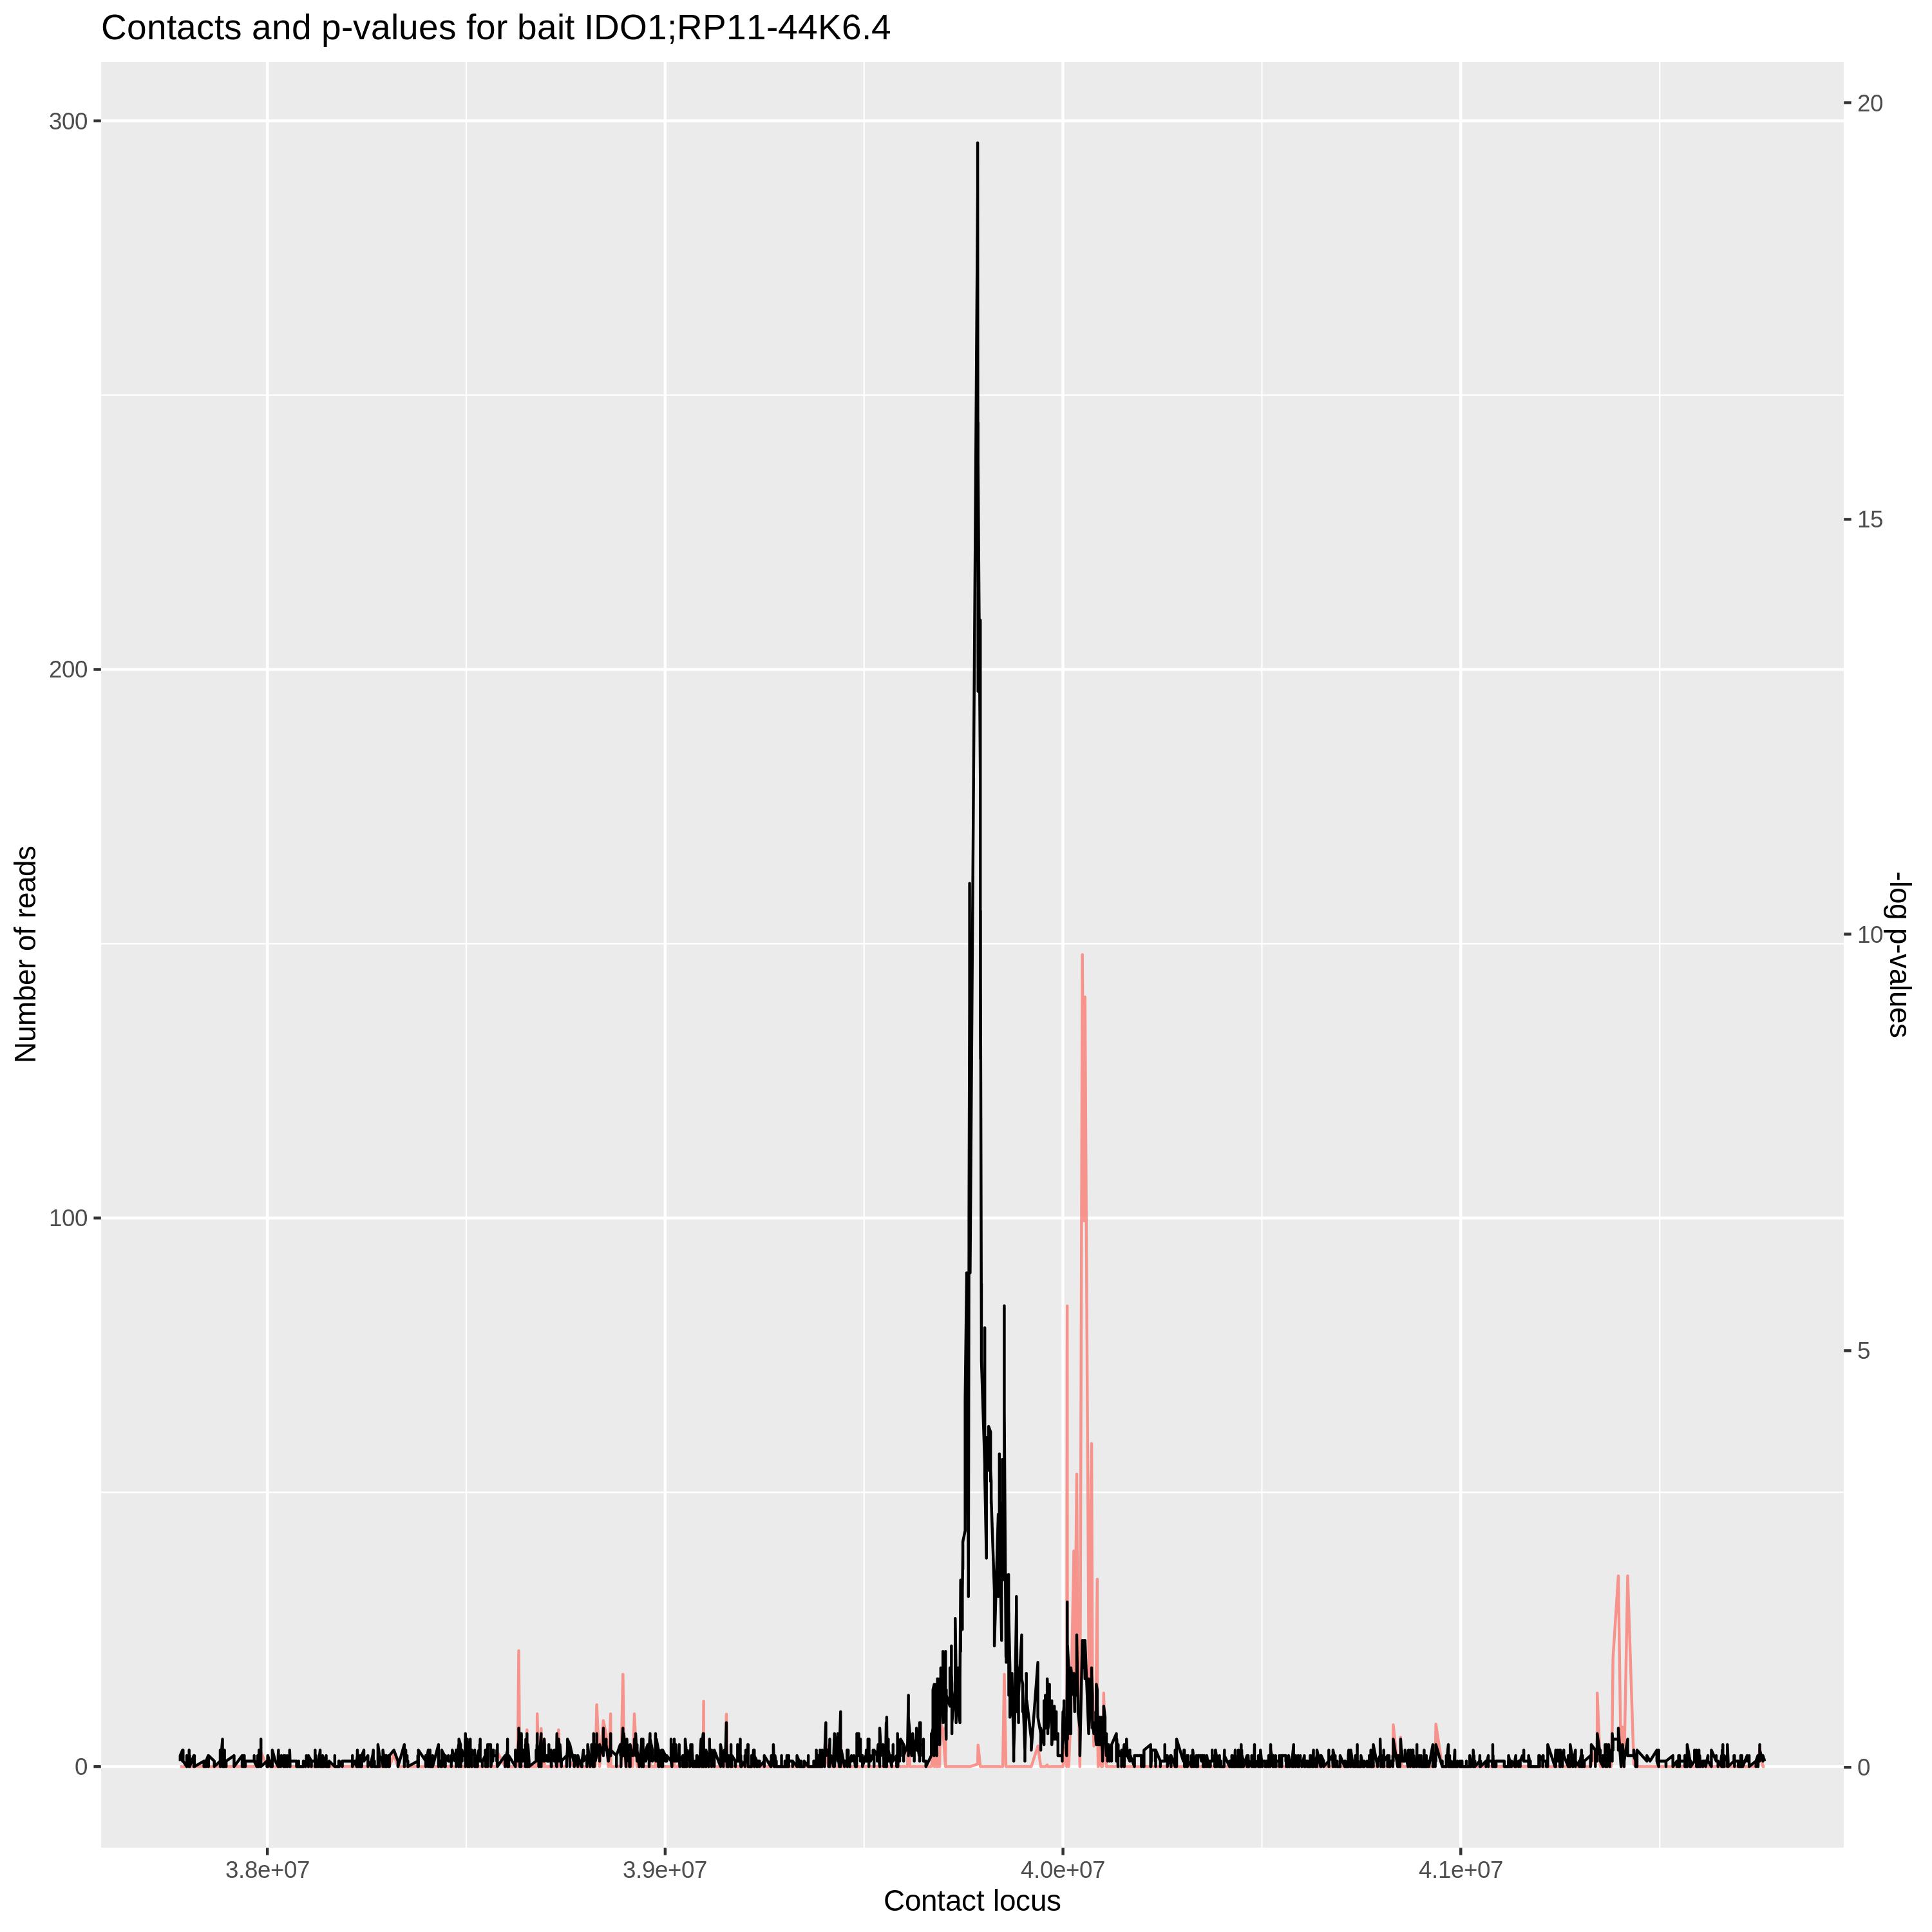 Contacts and p-values for bait IDO1;RP11-44K6.4
300
200
100
0
Number of reads
20
15
10
5
0
-log p-values
3.8e+07
3.9e+07
4.0e+07
4.1e+07
Contact locus